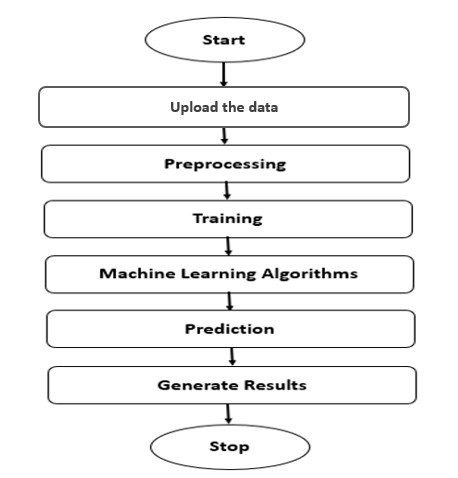 Start
Upload the data
Preprocessing
Training
Machine Learning Algorithms
Prediction
Generate Results
Stop